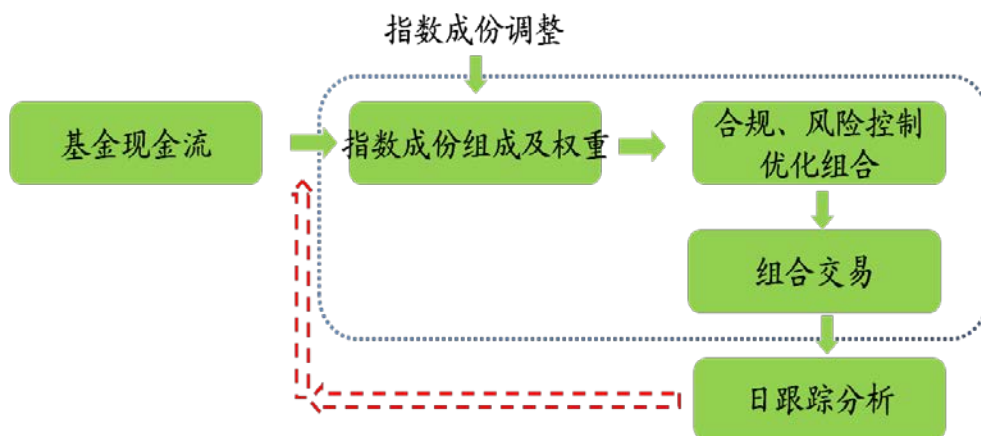 指数成份调整
基金现金流
指数成份组成及权重
合规、风险控制
优化组合
组合交易
日跟踪分析